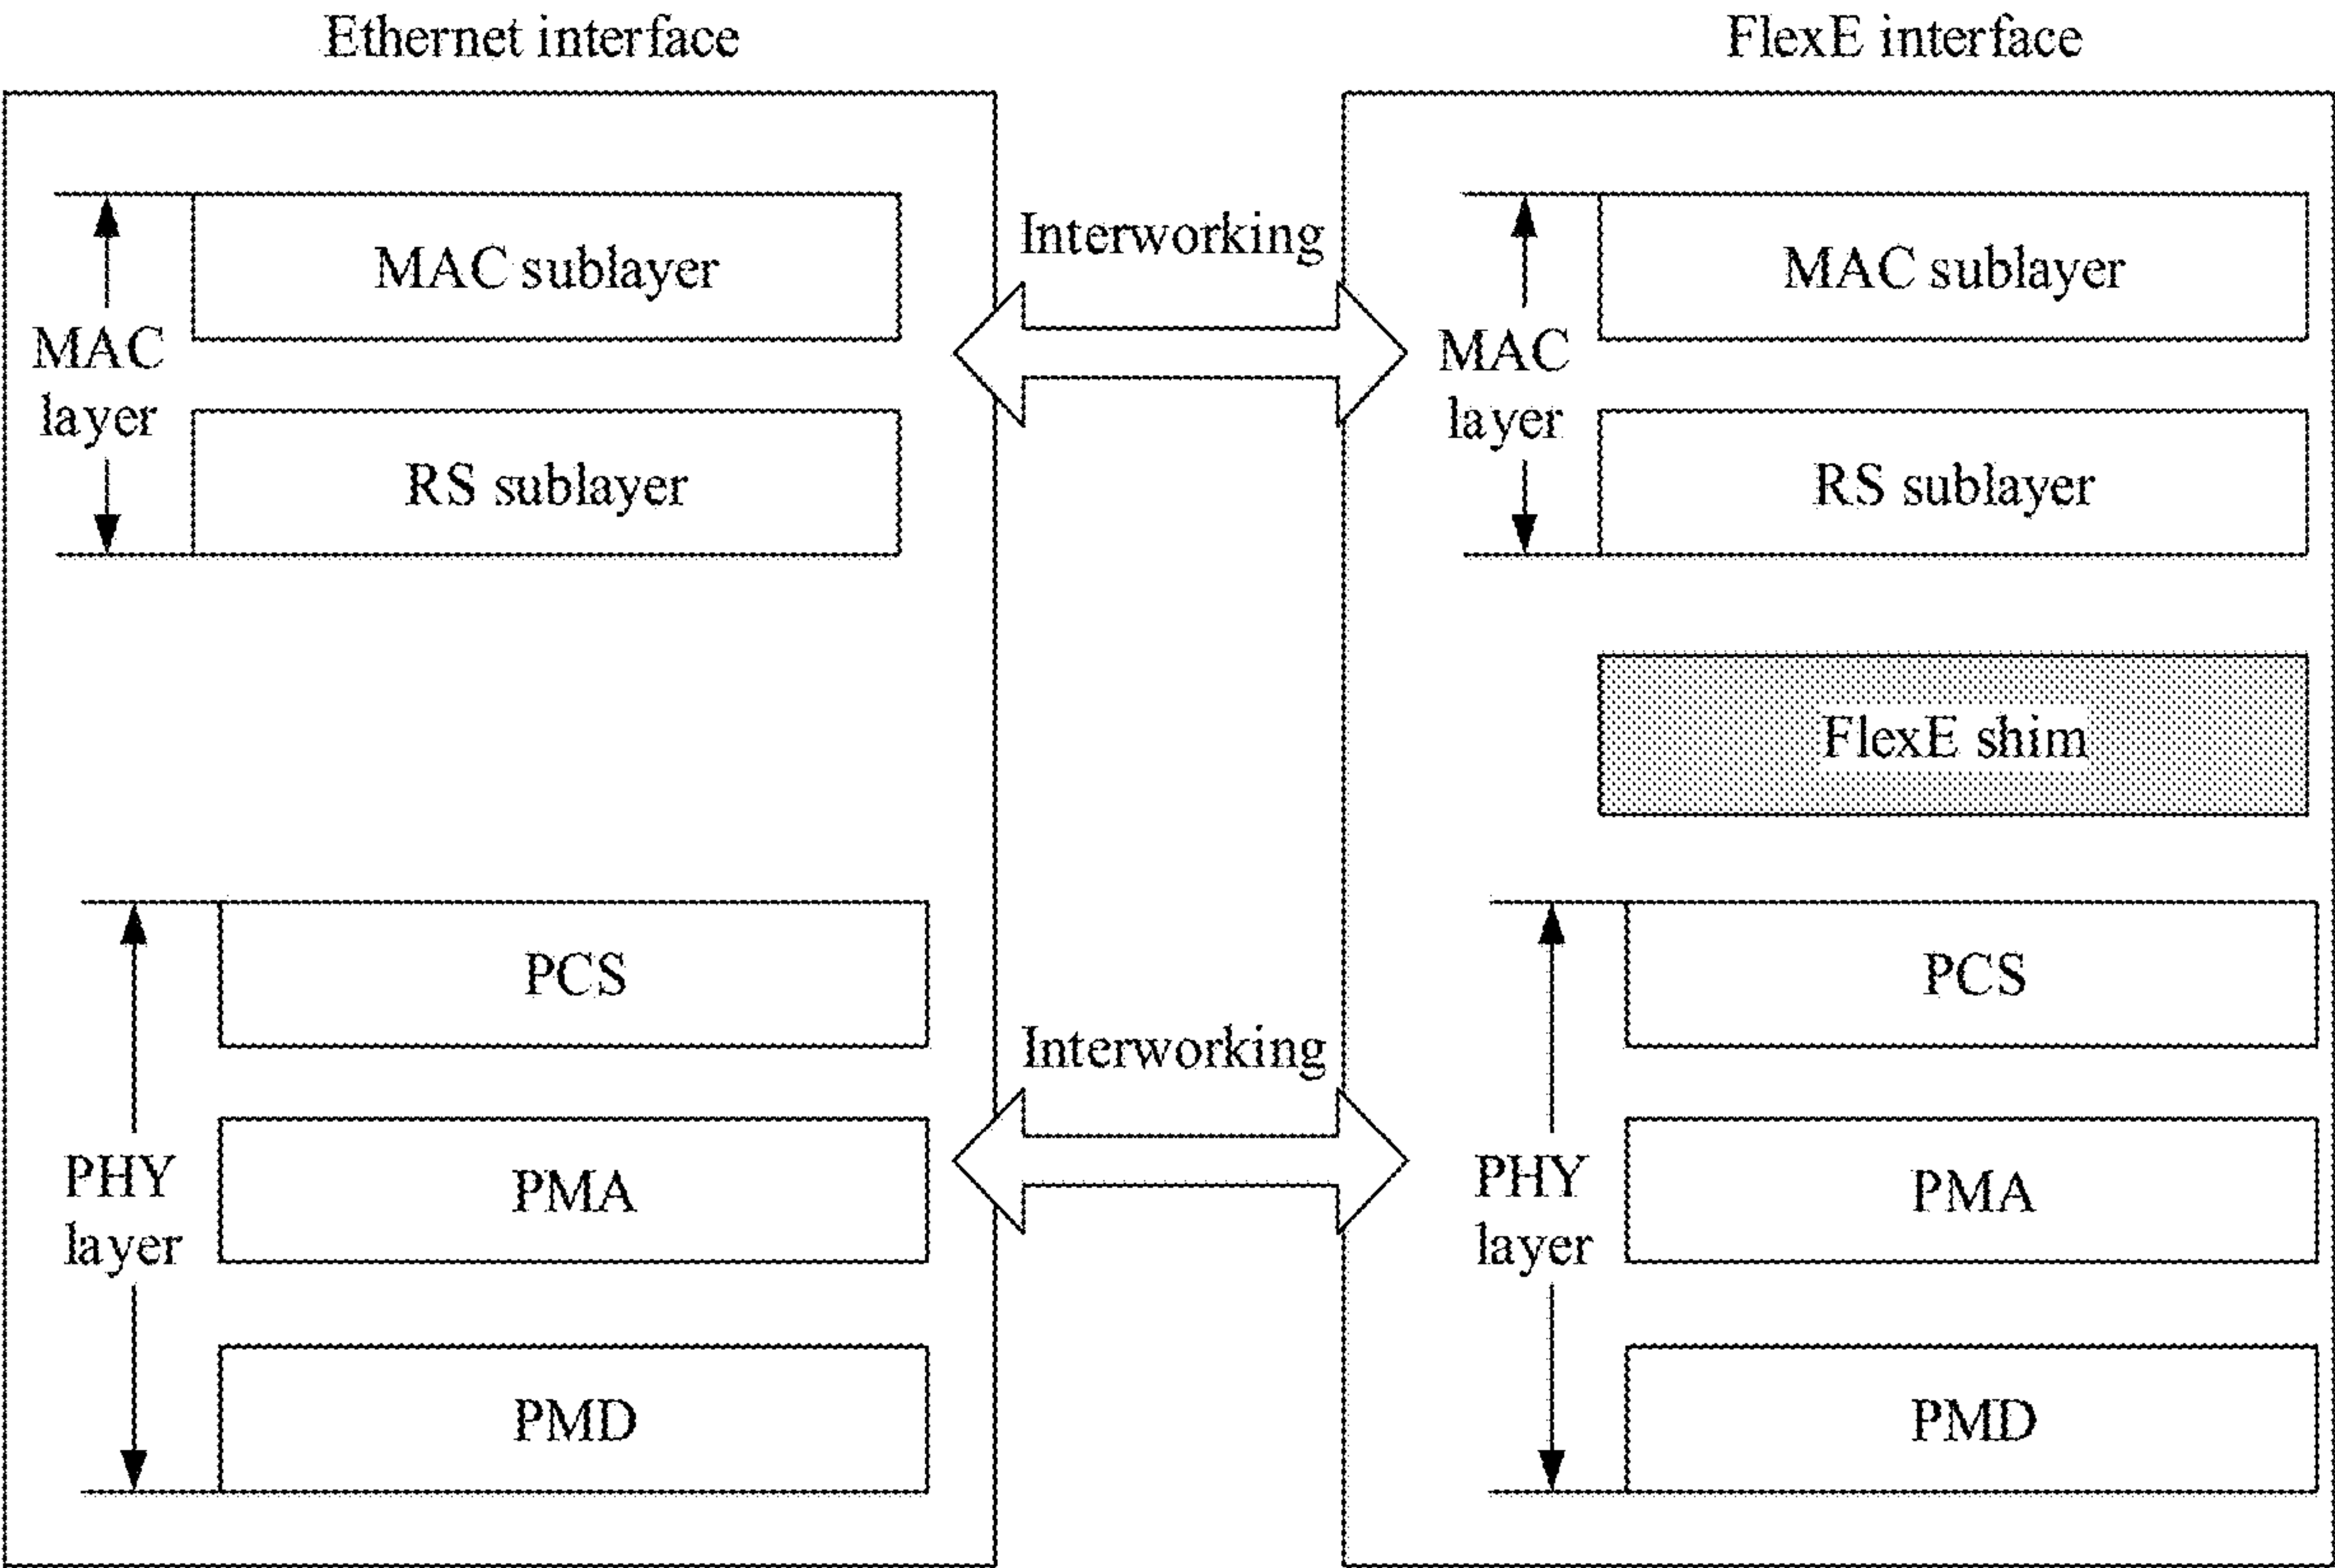 Ethernet interface
FlexE interface
MAC sublayer
MAC
layer
RS sublayer
Interworking
MAC sublayer
MAC
layer
RS sublayer
FlexE shim
PCS
PHY
layer
PMA
PMD
Interworking
PCS
PHY
layer
PMA
PMD